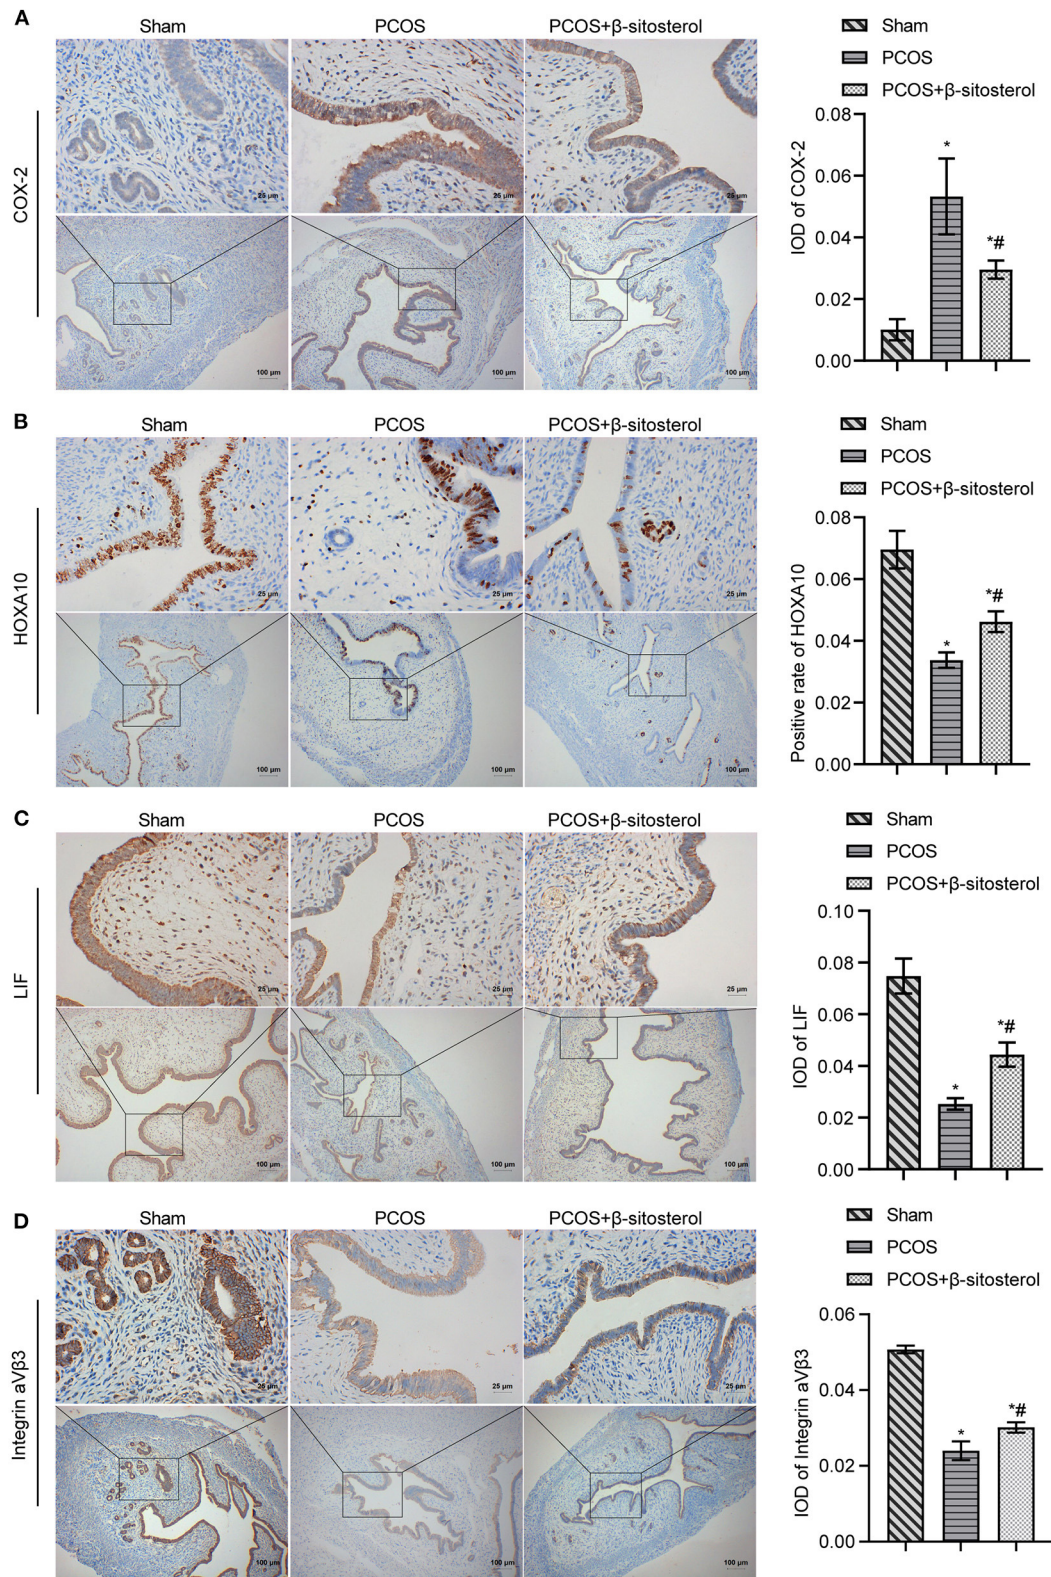 A
Sham PCOS PCOS+β-sitosterol
COX-2
25 μm 25 μm 25 μm
100 μm 100 μm 100 μm
Sham
PCOS
PCOS+β-sitosterol
IOD of COX-2
0.08
0.06
0.04
0.02
0.00
*
*#
B
Sham PCOS PCOS+β-sitosterol
HOXA10
25 μm 25 μm 25 μm
100 μm 100 μm 100 μm
Sham
PCOS
PCOS+β-sitosterol
Positive rate of HOXA10
0.08
0.06
0.04
0.02
0.00
*
*#
C
Sham PCOS PCOS+β-sitosterol
LIF
25 μm 25 μm 25 μm
100 μm 100 μm 100 μm
Sham
PCOS
PCOS+β-sitosterol
IOD of LIF
0.10
0.08
0.06
0.04
0.02
0.00
*
*#
D
Sham PCOS PCOS+β-sitosterol
Integrin aVβ3
25 μm 25 μm 25 μm
100 μm 100 μm 100 μm
Sham
PCOS
PCOS+β-sitosterol
IOD of Integrin aVβ3
0.06
0.04
0.02
0.00
*
*#